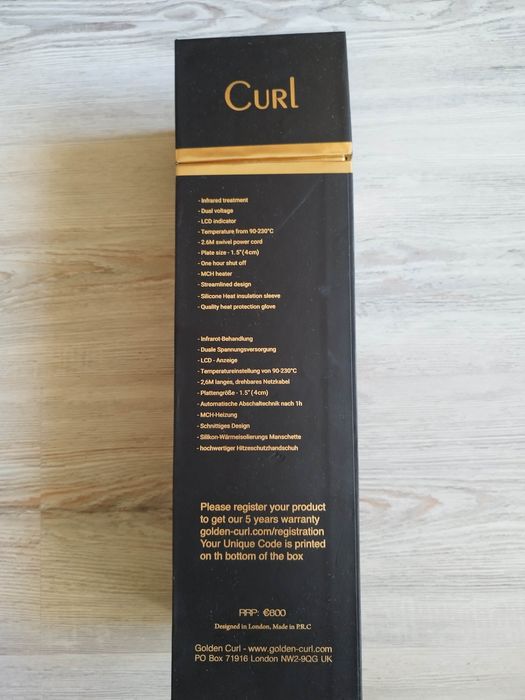 Curl
- Infrared treatment
- Dual voltage
- LCD indicator
- Temperature from 90-230°C
- 2.6M swivel power cord
- Plate size - 1.5" (4cm)
- One hour shut off
- MCH heater
- Streamlined design
- Silicone Heat insulation sleeve
- Quality heat protection glove
- Infrarot-Behandlung
- Duale Spannungsversorgung
- LCD - Anzeige
- Temperatureinstellung von 90-230°C
- 2,6M langes, drehbares Netzkabel
- Plattengröße - 1.5" (4cm)
- Automatische Abschaltechnik nach 1h
- MCH-Heizung
- Schnittiges Design
- Silikon-Wärmeisolierungs Manschette
- hochwertiger Hitzeschutzhandschuh
Please register your product
to get our 5 years warranty
golden-curl.com/registration
Your Unique Code is printed
on th bottom of the box
RRP: €600
Designed in London, Made in P.R.C
Golden Curl - www.golden-curl.com
PO Box 71916 London NW2-9QG UK